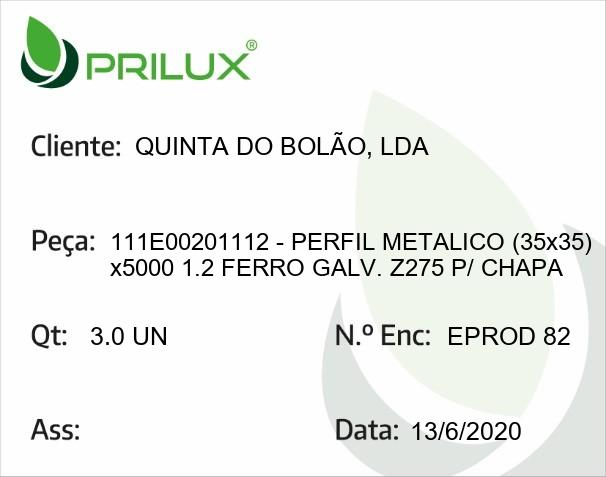 PRILUX®
Cliente: QUINTA DO BOLÃO, LDA
Peça: 111E00201112 - PERFIL METALICO (35x35)
x5000 1.2 FERRO GALV. Z275 P/ CHAPA
Qt: 3.0 UN N.º Enc: EPROD 82
Ass: Data: 13/6/2020